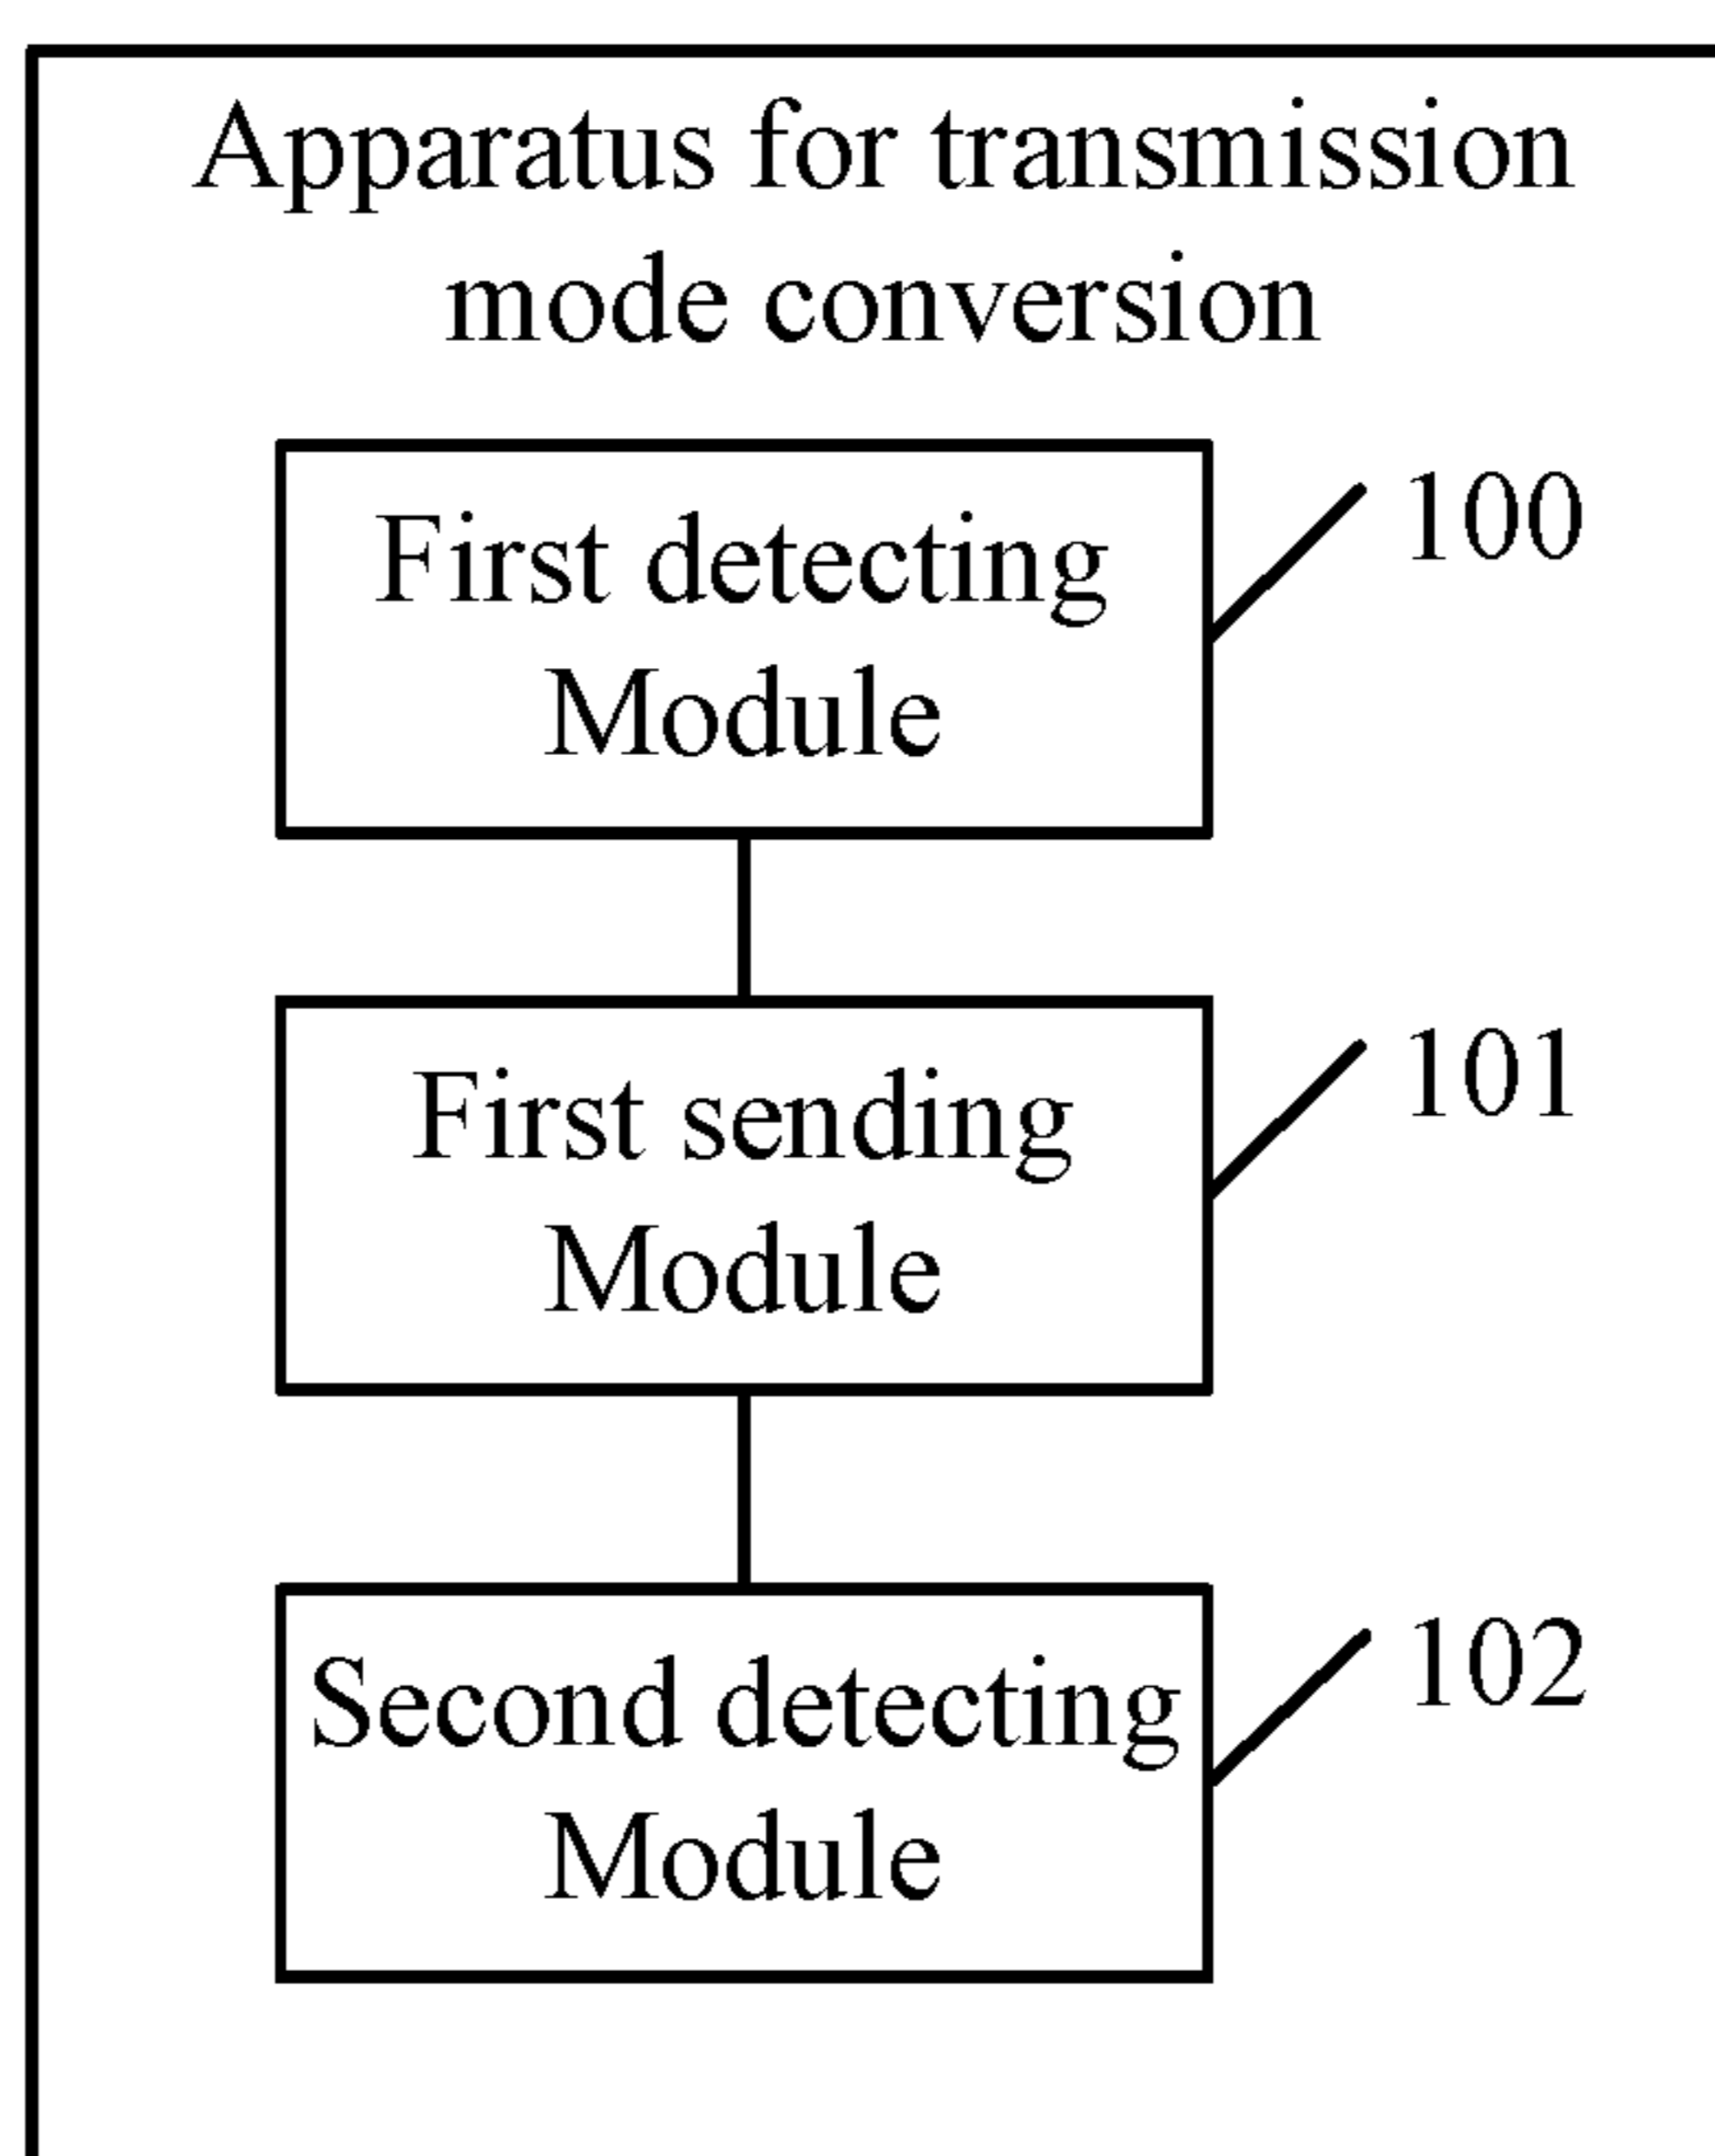 Apparatus for transmission
mode conversion
First detecting
Module
100
First sending
Module
101
Second detecting
Module
102